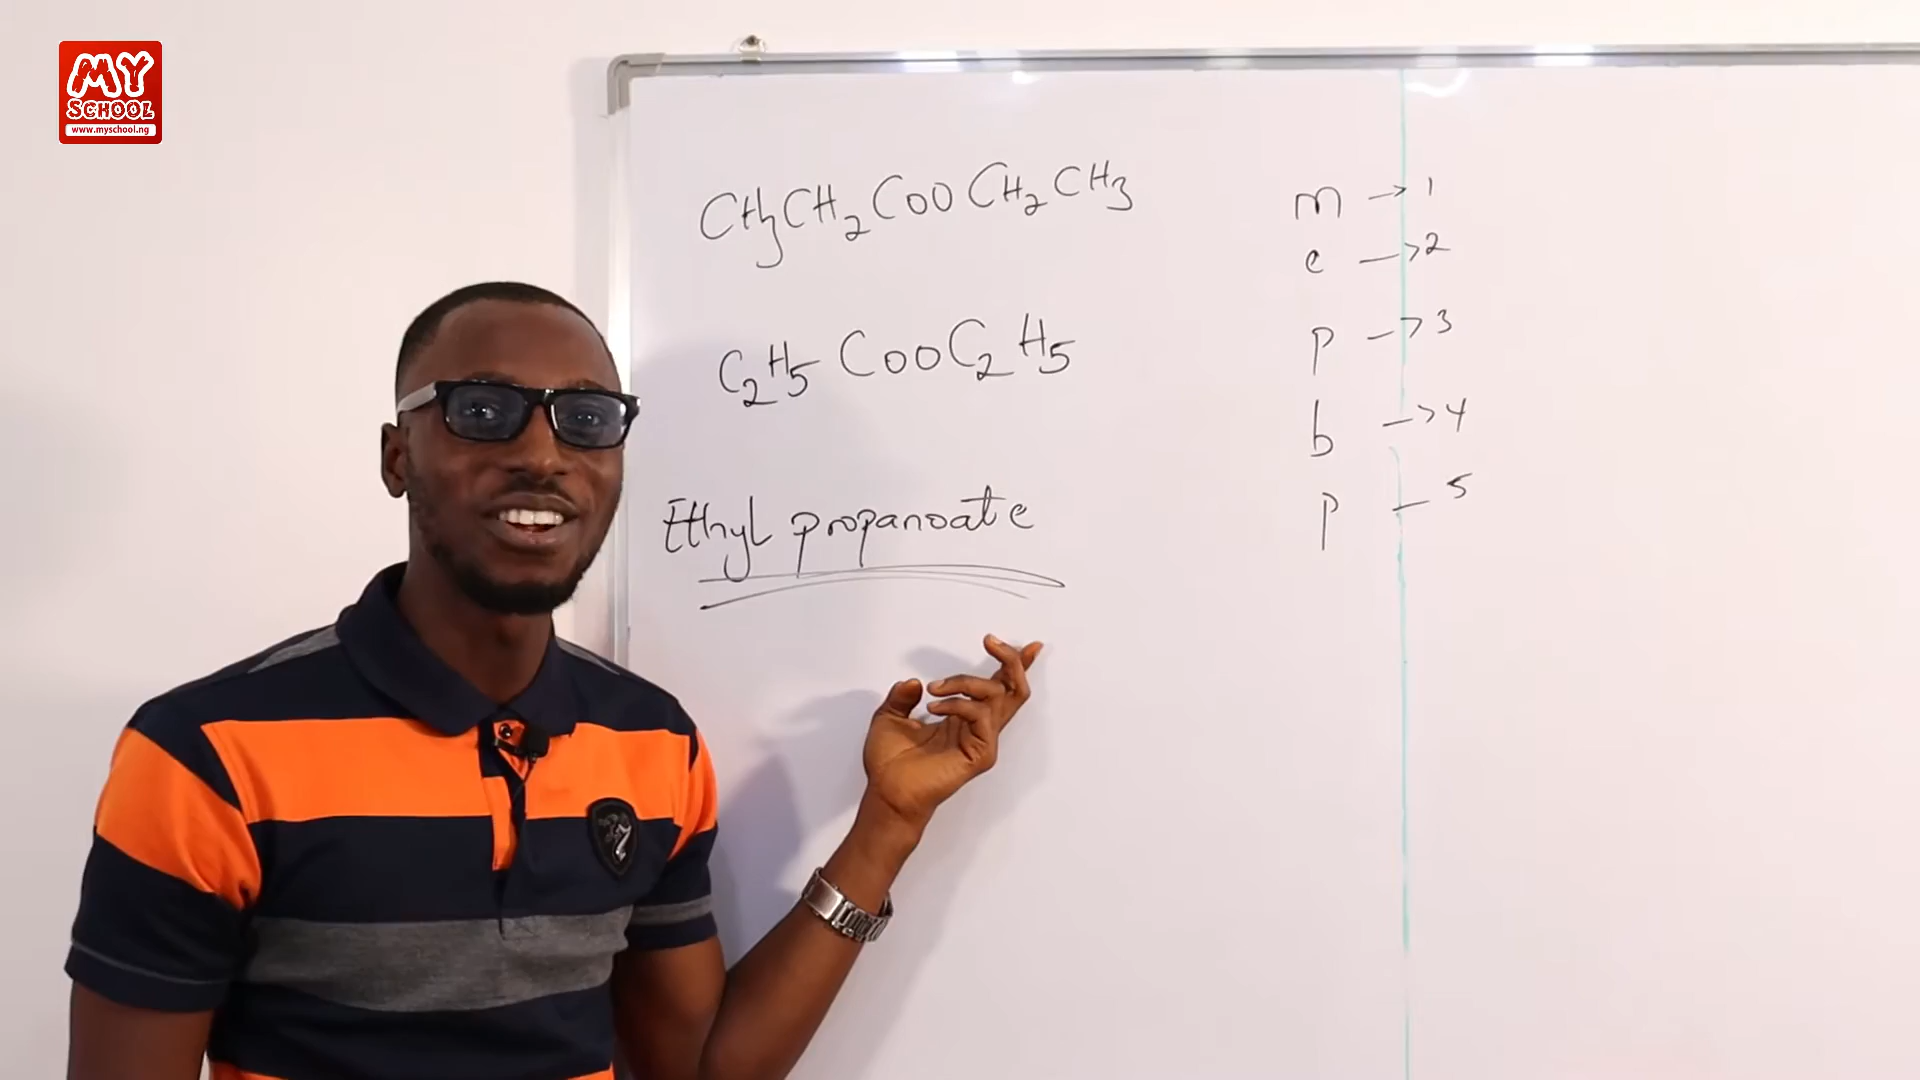 MY
SCHOOL
www.myschool.ng
CH3CH2COOCH2CH3
C2H5COOC2H5
Ethyl propanoate
m → 1
e → 2
p → 3
b → 4
p – 5